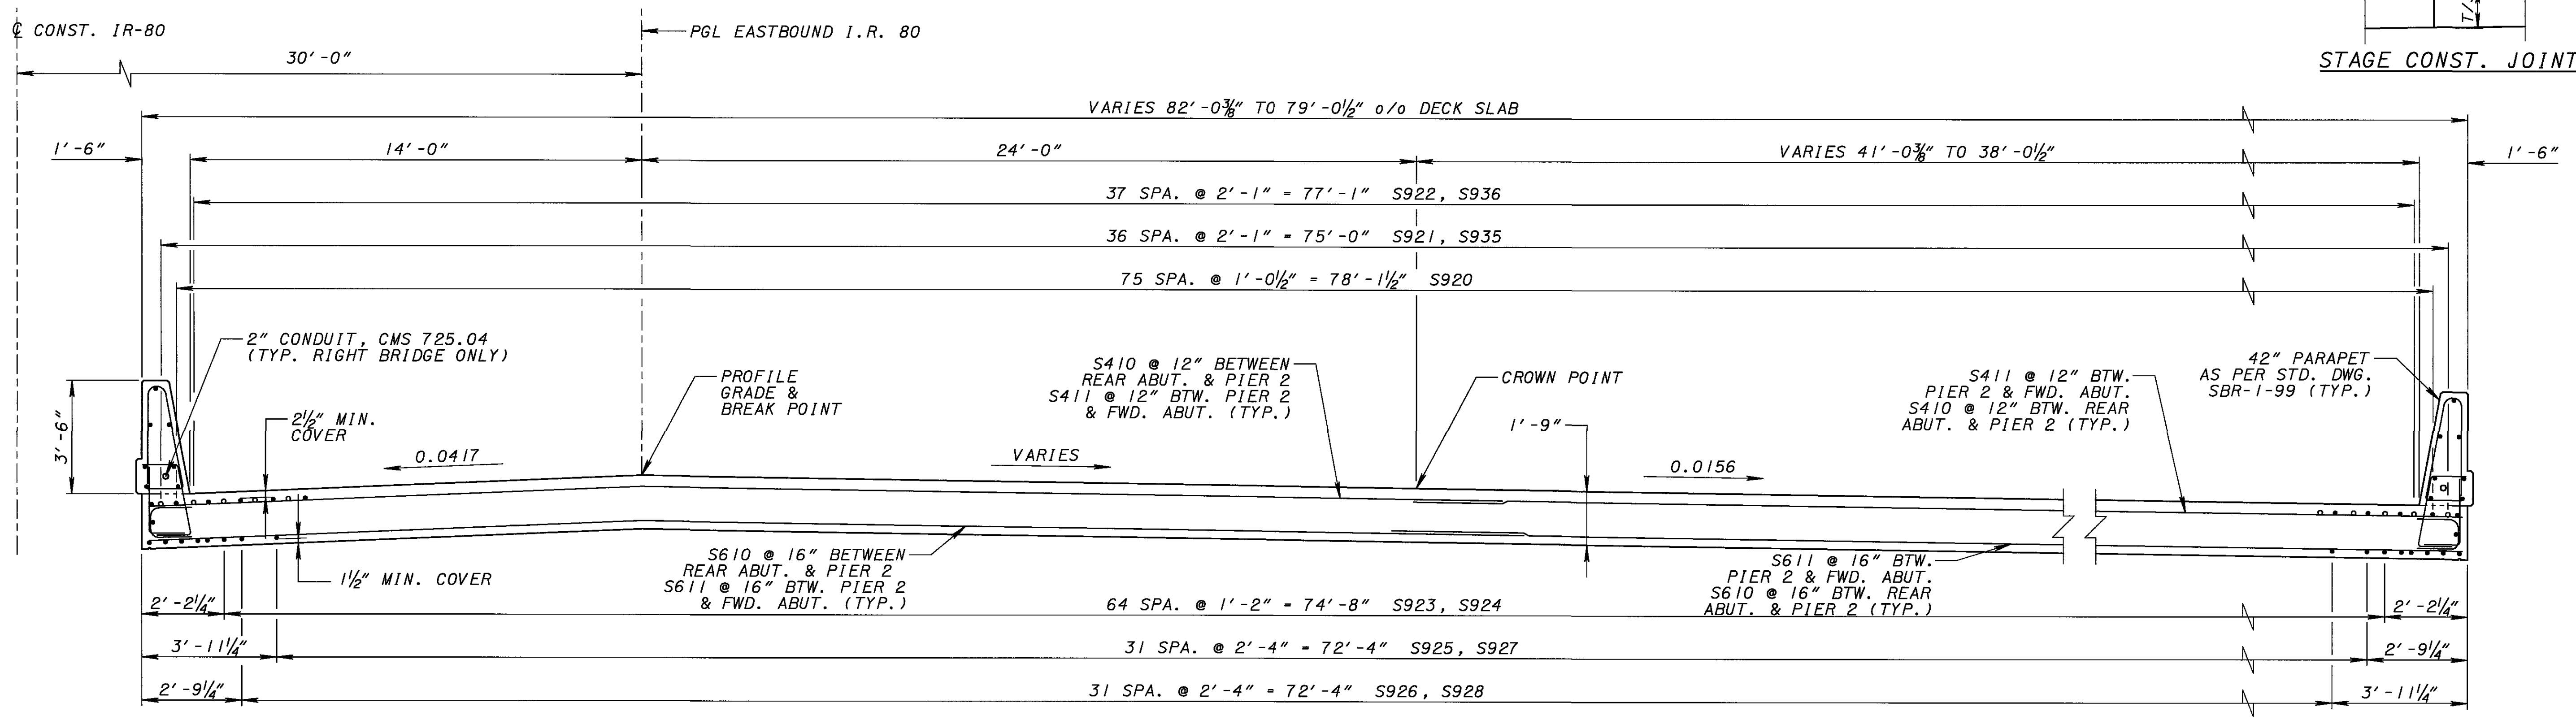 ℄ CONST. IR-80
PGL EASTBOUND I.R. 80
30'-0"
T/
STAGE CONST. JOINT
VARIES 82'-0⅜" TO 79'-0½" o/o DECK SLAB
1'-6"
14'-0"
24'-0"
VARIES 41'-0⅜" TO 38'-0½"
1'-6"
37 SPA. @ 2'-1" = 77'-1" S922, S936
36 SPA. @ 2'-1" = 75'-0" S921, S935
75 SPA. @ 1'-0½" = 78'-1½" S920
2" CONDUIT, CMS 725.04
(TYP. RIGHT BRIDGE ONLY)
3'-6"
2½" MIN.
COVER
PROFILE
GRADE &
BREAK POINT
S410 @ 12" BETWEEN
REAR ABUT. & PIER 2
S411 @ 12" BTW. PIER 2
& FWD. ABUT. (TYP.)
CROWN POINT
1'-9"
S411 @ 12" BTW.
PIER 2 & FWD. ABUT.
S410 @ 12" BTW. REAR
ABUT. & PIER 2 (TYP.)
42" PARAPET
AS PER STD. DWG.
SBR-1-99 (TYP.)
0.0417
VARIES
0.0156
1½" MIN. COVER
S610 @ 16" BETWEEN
REAR ABUT. & PIER 2
S611 @ 16" BTW. PIER 2
& FWD. ABUT. (TYP.)
S611 @ 16" BTW.
PIER 2 & FWD. ABUT.
S610 @ 16" BTW. REAR
ABUT. & PIER 2 (TYP.)
2'-2¼"
64 SPA. @ 1'-2" = 74'-8" S923, S924
2'-2¼"
3'-11¼"
31 SPA. @ 2'-4" = 72'-4" S925, S927
2'-9¼"
2'-9¼"
31 SPA. @ 2'-4" = 72'-4" S926, S928
3'-11¼"